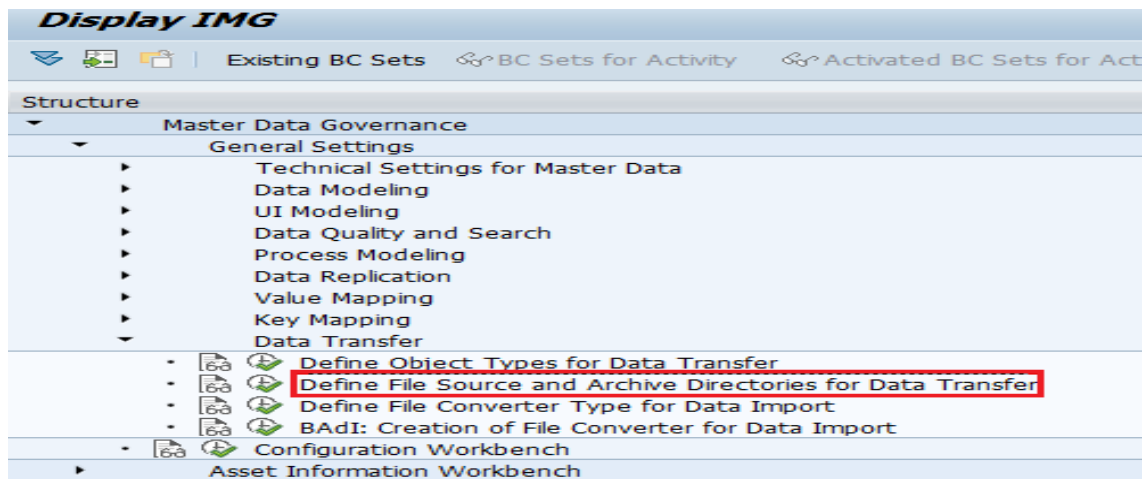 Display IMG
Existing BC Sets BC Sets for Activity Activated BC Sets for Act
Structure
Master Data Governance
General Settings
Technical Settings for Master Data
Data Modeling
UI Modeling
Data Quality and Search
Process Modeling
Data Replication
Value Mapping
Key Mapping
Data Transfer
Define Object Types for Data Transfer
Define File Source and Archive Directories for Data Transfer
Define File Converter Type for Data Import
BAdI: Creation of File Converter for Data Import
Configuration Workbench
Asset Information Workbench